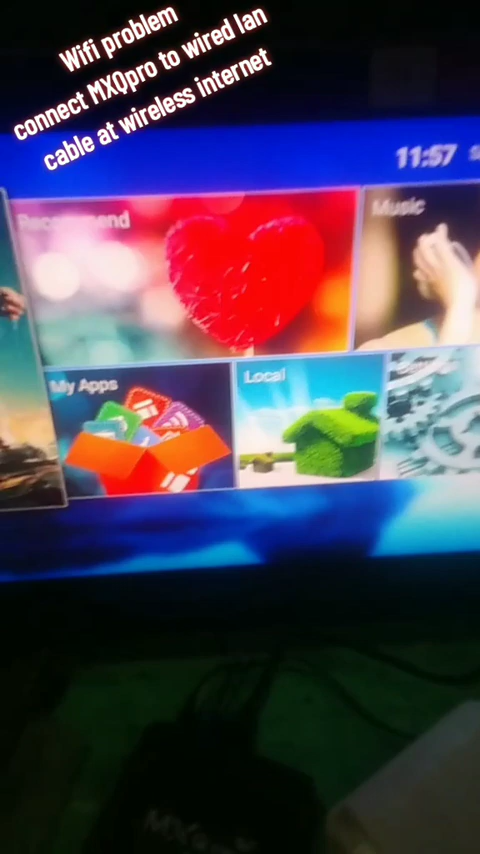 Wifi problem
connect MXQpro to wired lan
cable at wireless internet
11:57
Recommend
Music
My Apps
Local